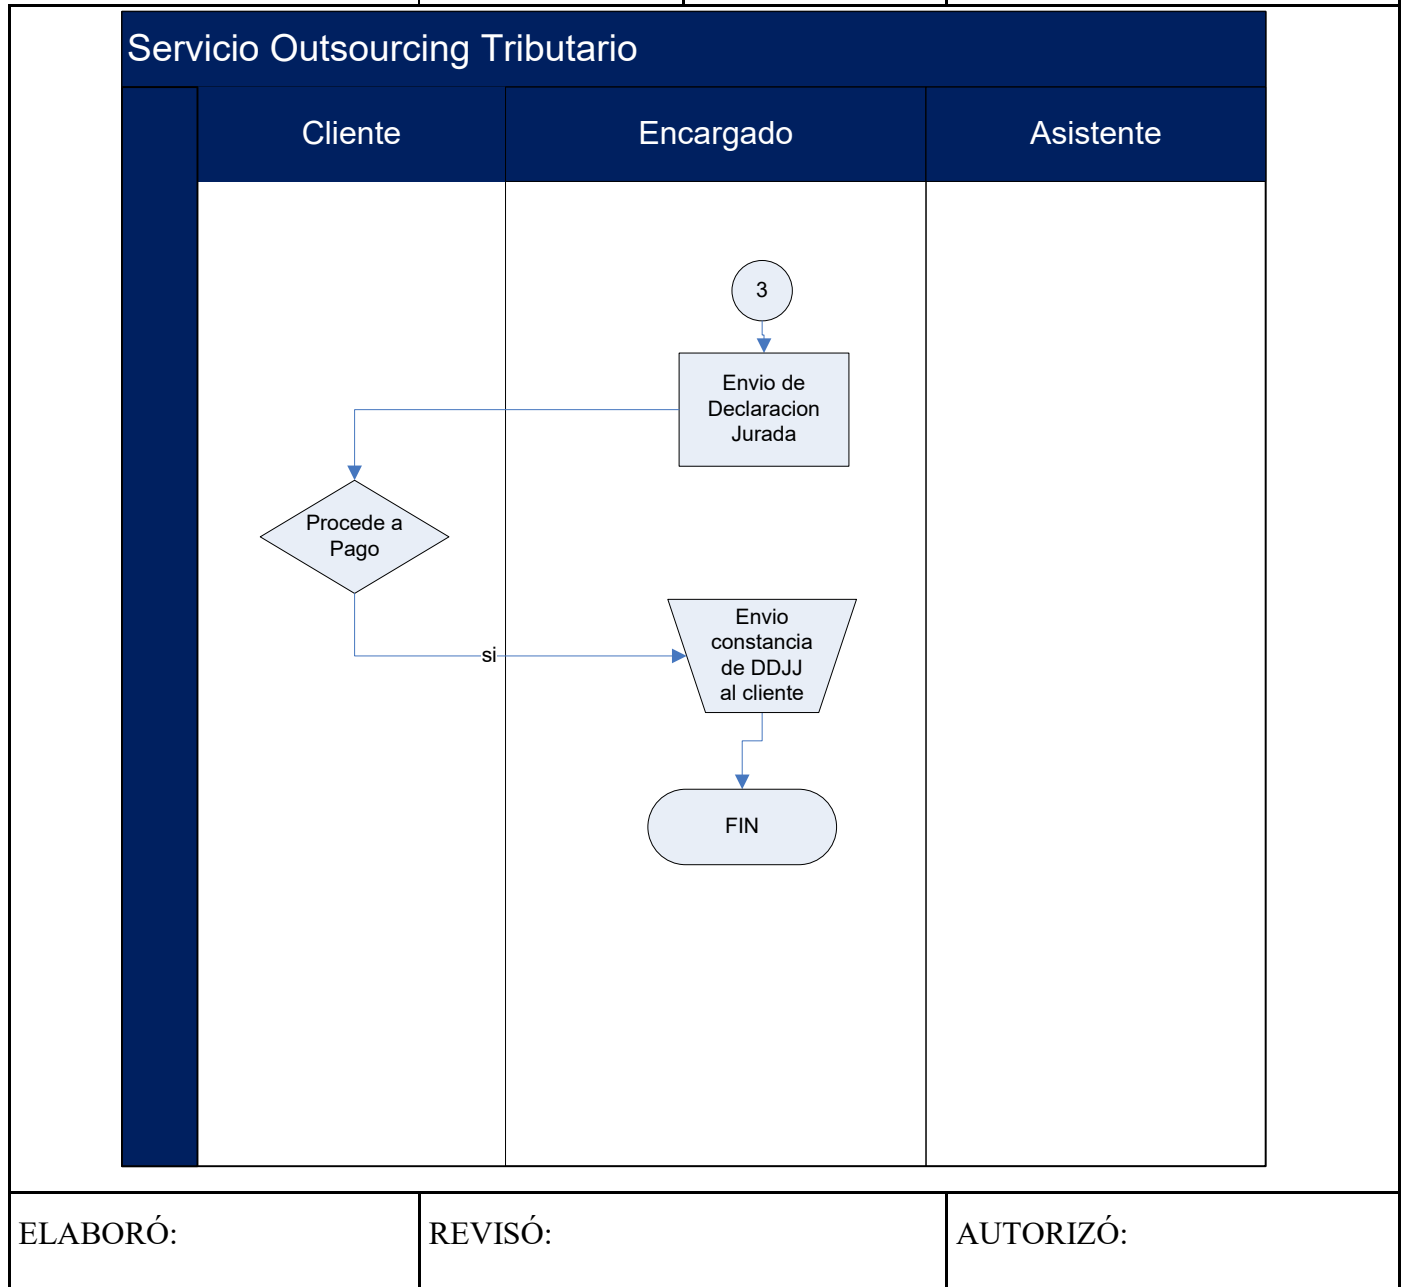 Servicio Outsourcing Tributario
Cliente
Encargado
Asistente
3
Envio de
Declaracion
Jurada
Procede a
Pago
si
Envio
constancia
de DDJJ
al cliente
FIN
ELABORÓ:
REVISÓ:
AUTORIZÓ: